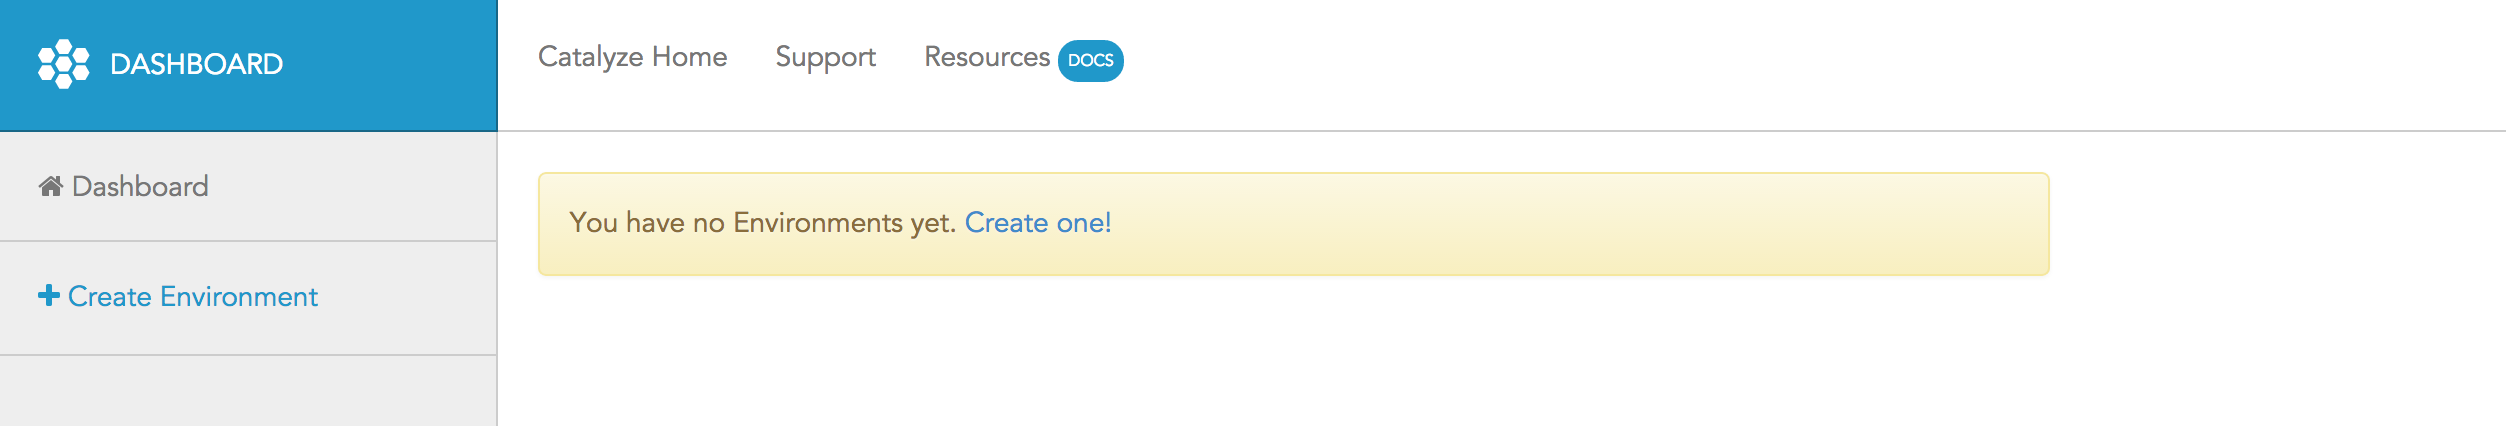 DASHBOARD
Catalyze Home Support Resources DOCS
Dashboard
You have no Environments yet. Create one!
Create Environment